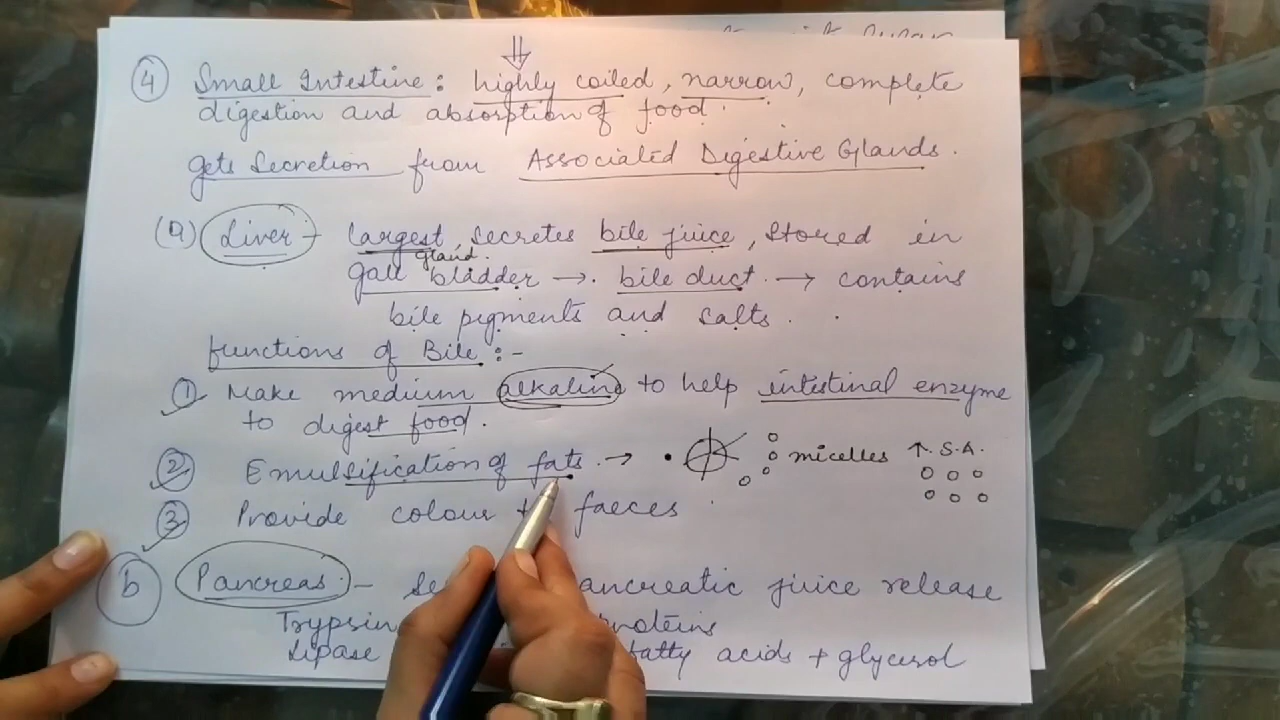 ④ Small Intestine : highly coiled, narrow, complete
digestion and absorption of food.
gets secretion from Associated Digestive Glands.
(a) Liver - largest, secretes bile juice, stored in
gland.
gall bladder → bile duct → contains
bile pigments and salts.
functions of Bile :-
① Make medium alkaline to help intestinal enzyme
to digest food.
② Emulsification of fats. → micelles ↑ S.A.
③ Provide colour faeces
b Pancreas :- pancreatic juice release
Trypsin proteins
Lipase fatty acids + glycerol